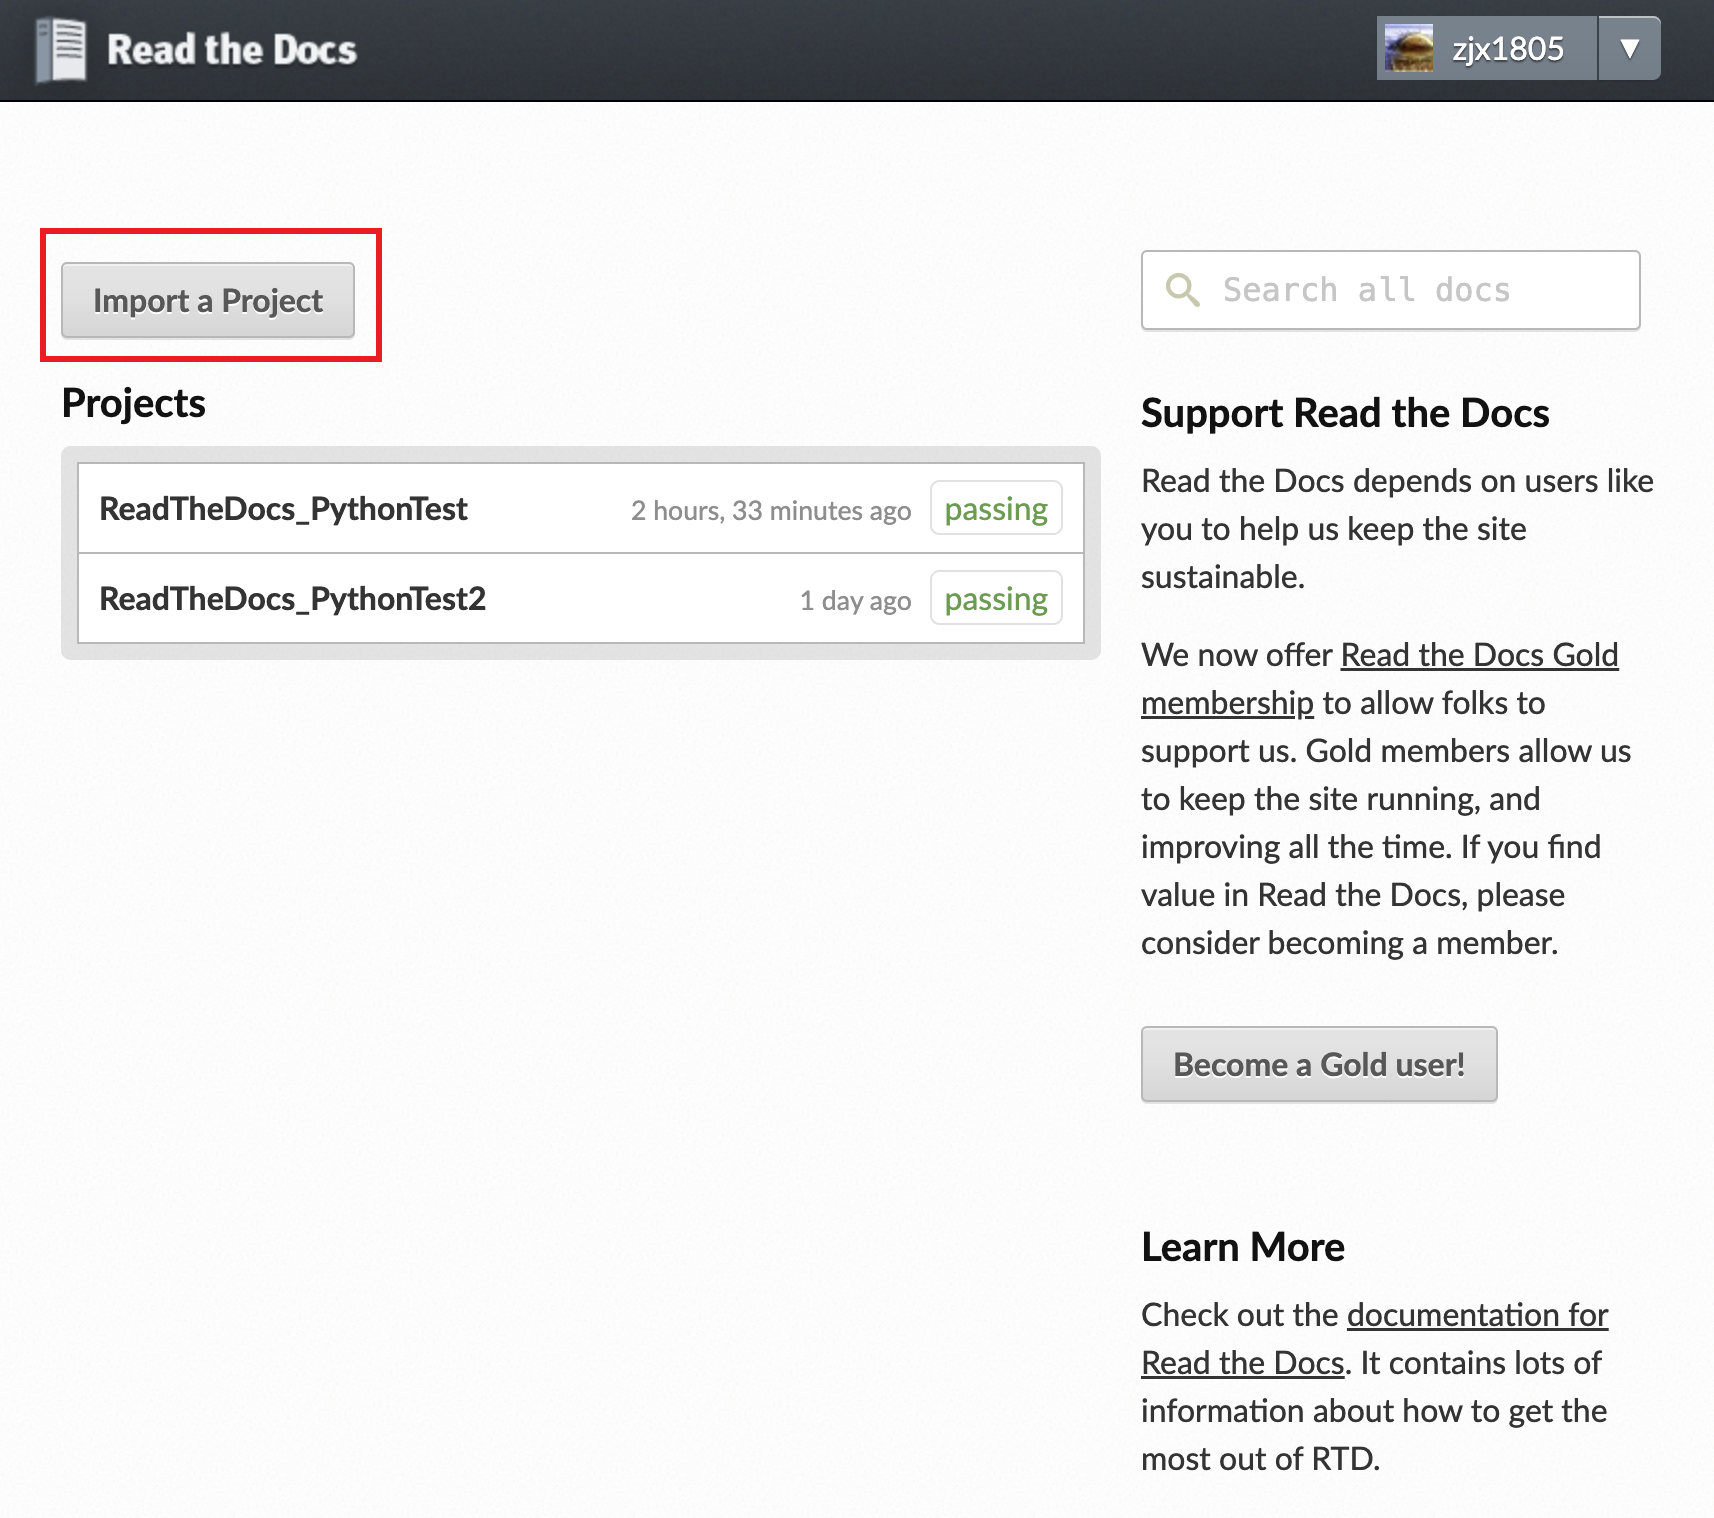 Read the Docs
zjx1805
▼
Import a Project
Projects
ReadTheDocs_PythonTest 2 hours, 33 minutes ago passing
ReadTheDocs_PythonTest2 1 day ago passing
Search all docs
Support Read the Docs
Read the Docs depends on users like
you to help us keep the site
sustainable.
We now offer Read the Docs Gold
membership to allow folks to
support us. Gold members allow us
to keep the site running, and
improving all the time. If you find
value in Read the Docs, please
consider becoming a member.
Become a Gold user!
Learn More
Check out the documentation for
Read the Docs. It contains lots of
information about how to get the
most out of RTD.